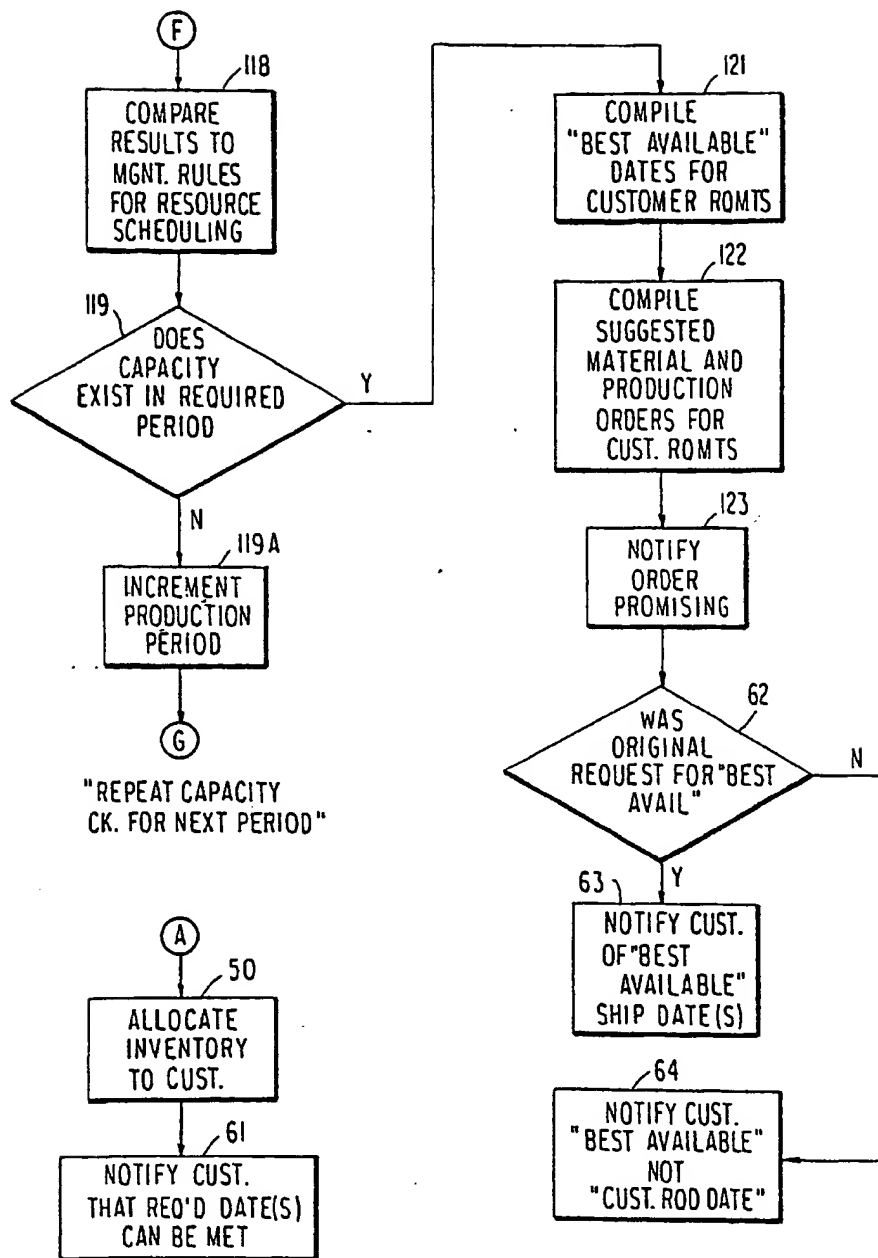 F
118
COMPARE
RESULTS TO
MGNT. RULES
FOR RESOURCE
SCHEDULING
119
DOES
CAPACITY
EXIST IN REQUIRED
PERIOD
Y
N
119A
INCREMENT
PRODUCTION
PERIOD
G
"REPEAT CAPACITY
CK. FOR NEXT PERIOD"
A
50
ALLOCATE
INVENTORY
TO CUST.
61
NOTIFY CUST.
THAT REQ'D DATE(S)
CAN BE MET
121
COMPILE
"BEST AVAILABLE"
DATES FOR
CUSTOMER RQMTS
122
COMPILE
SUGGESTED
MATERIAL AND
PRODUCTION
ORDERS FOR
CUST. RQMTS
123
NOTIFY
ORDER
PROMISING
62
WAS
ORIGINAL
REQUEST FOR "BEST
AVAIL"
N
Y
63
NOTIFY CUST.
OF "BEST
AVAILABLE"
SHIP DATE(S)
64
NOTIFY CUST.
"BEST AVAILABLE"
NOT
"CUST. RQD DATE"